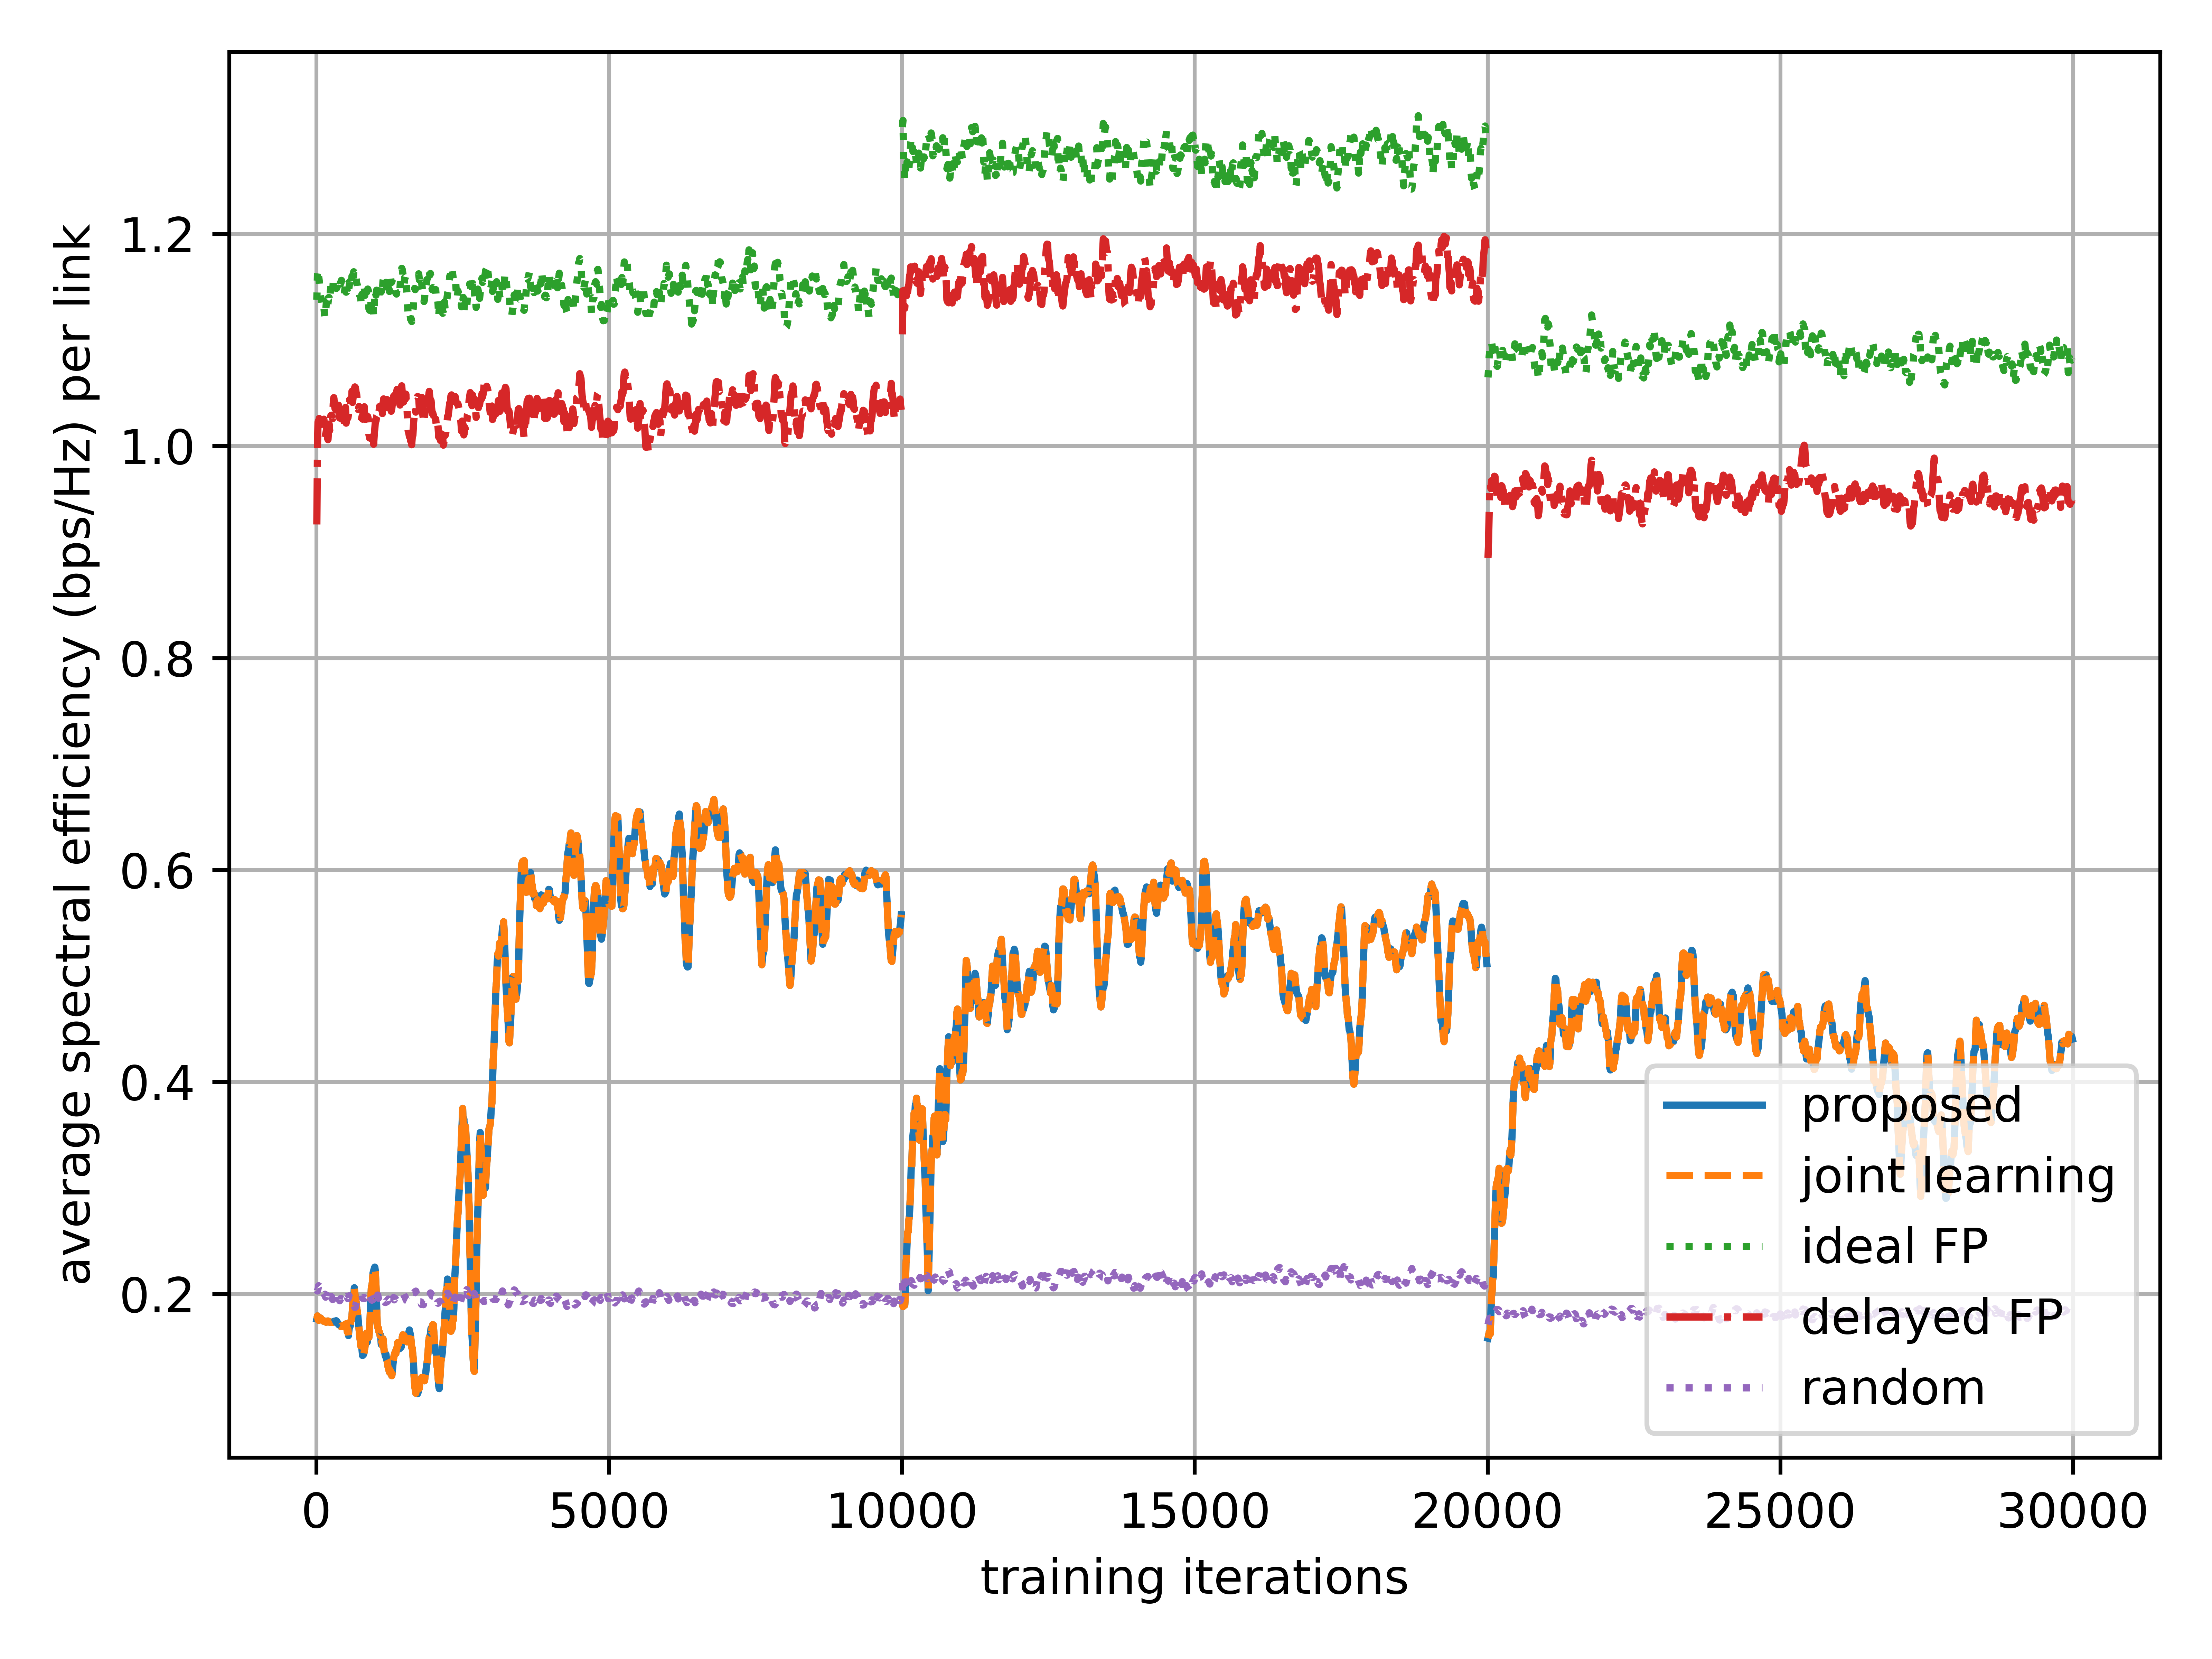 average spectral efficiency (bps/Hz) per link
1.2
1.0
0.8
0.6
0.4
0.2
0 5000 10000 15000 20000 25000 30000
training iterations
proposed
joint learning
ideal FP
delayed FP
random